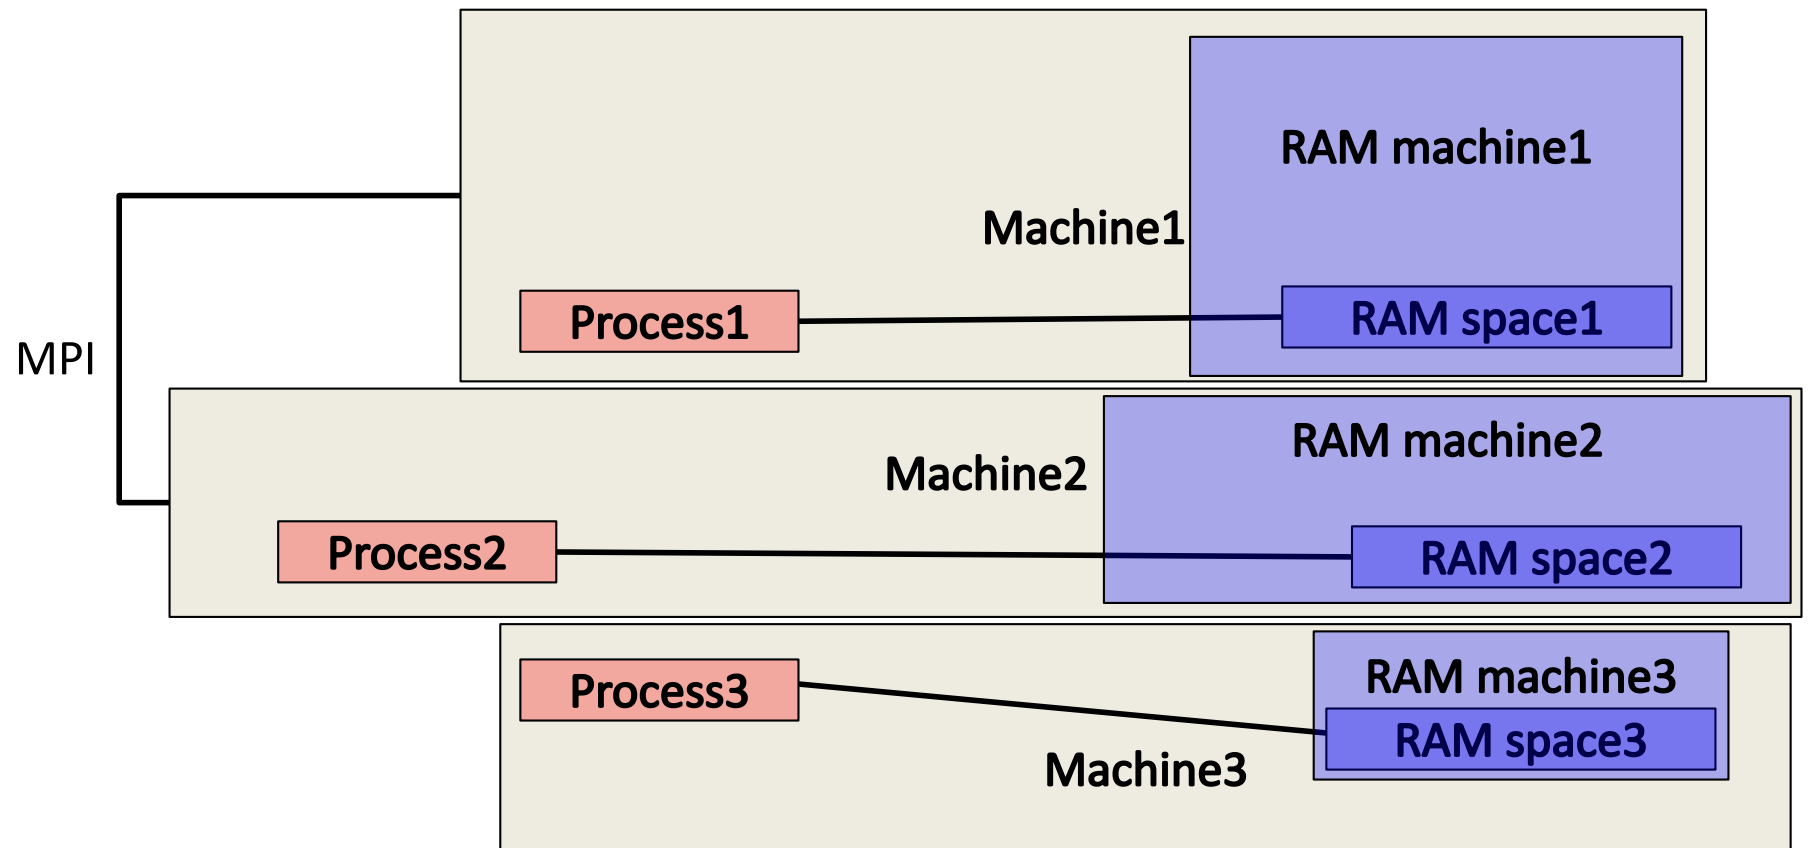 RAM machine1
Machine1
Process1
RAM space1
MPI
RAM machine2
Machine2
Process2
RAM space2
Process3
RAM machine3
RAM space3
Machine3